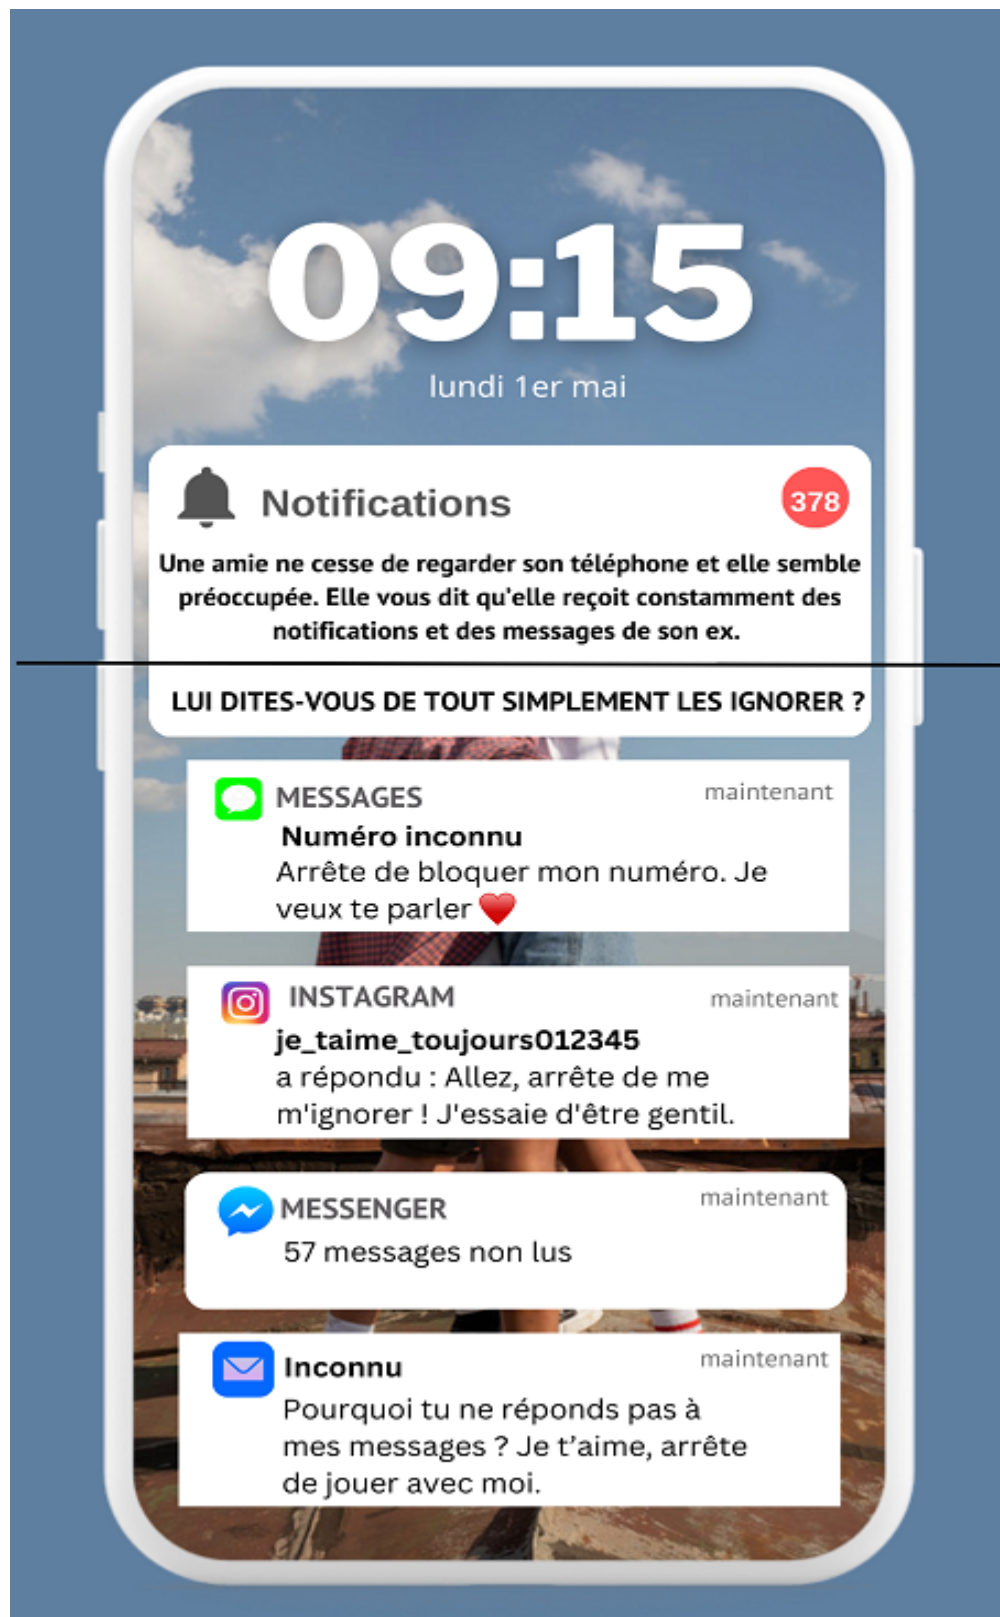 09:15
lundi 1er mai
Notifications
378
Une amie ne cesse de regarder son téléphone et elle semble
préoccupée. Elle vous dit qu'elle reçoit constamment des
notifications et des messages de son ex.
LUI DITES-VOUS DE TOUT SIMPLEMENT LES IGNORER ?
MESSAGES
maintenant
Numéro inconnu
Arrête de bloquer mon numéro. Je
veux te parler ❤️
INSTAGRAM
maintenant
je_taime_toujours012345
a répondu : Allez, arrête de me
m'ignorer ! J'essaie d'être gentil.
MESSENGER
maintenant
57 messages non lus
Inconnu
maintenant
Pourquoi tu ne réponds pas à
mes messages ? Je t’aime, arrête
de jouer avec moi.